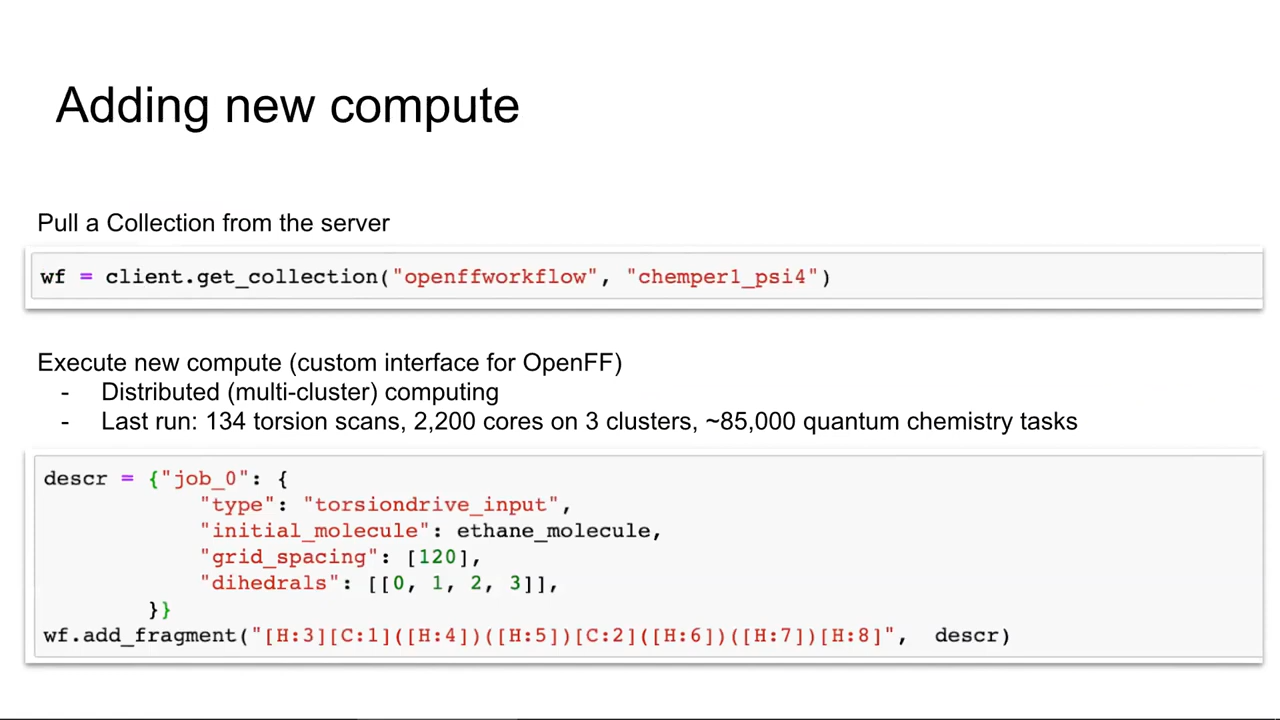 Adding new compute
Pull a Collection from the server
wf = client.get_collection("openffworkflow", "chemper1_psi4")
Execute new compute (custom interface for OpenFF)
- Distributed (multi-cluster) computing
- Last run: 134 torsion scans, 2,200 cores on 3 clusters, ~85,000 quantum chemistry tasks
descr = {"job_0": {
"type": "torsiondrive_input",
"initial_molecule": ethane_molecule,
"grid_spacing": [120],
"dihedrals": [[0, 1, 2, 3]],
}}
wf.add_fragment("[H:3][C:1]([H:4])([H:5])[C:2]([H:6])([H:7])[H:8]", descr)